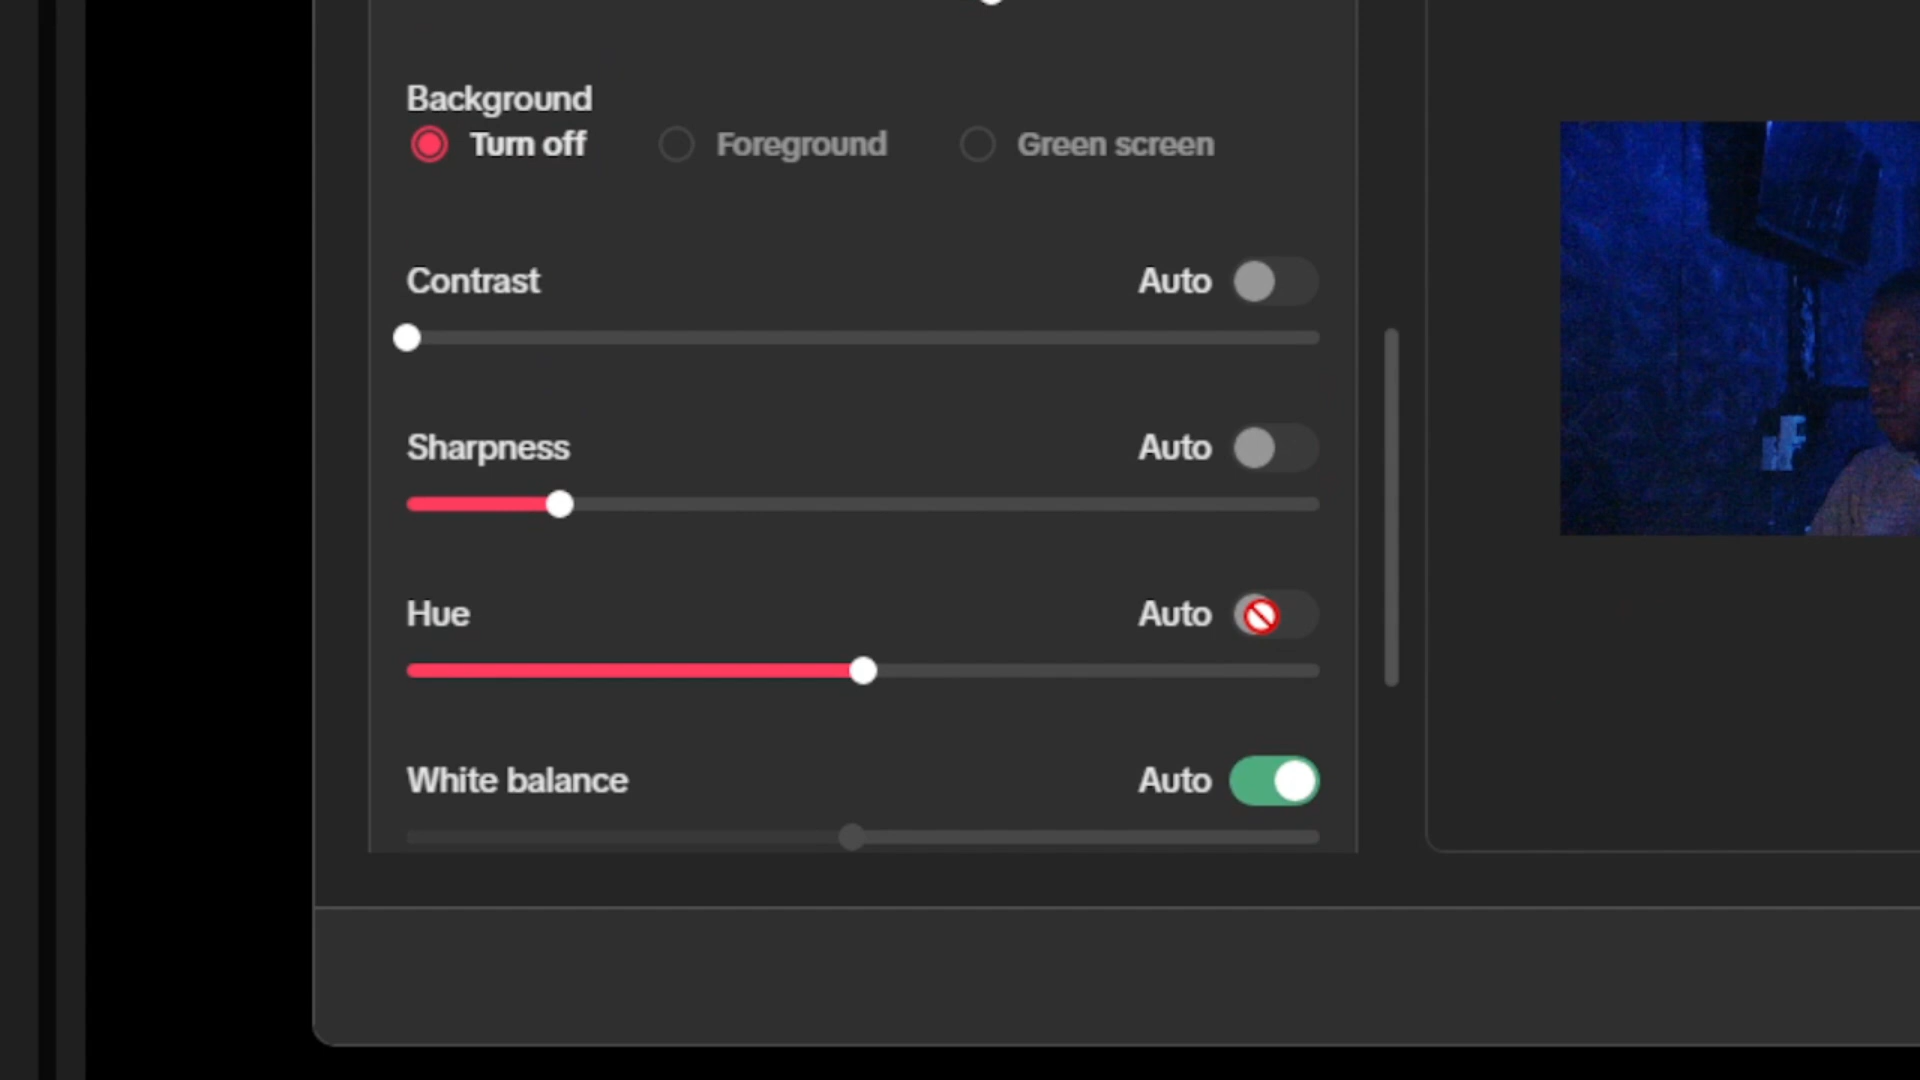 Background
Turn off Foreground Green screen
Contrast Auto
Sharpness Auto
Hue Auto
White balance Auto